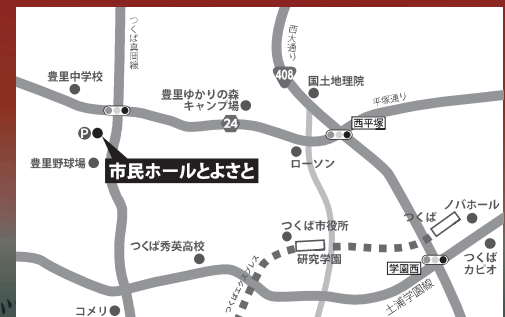 つくば真岡線
西大通り
408
国土地理院
豊里中学校
豊里ゆかりの森
キャンプ場
平塚通り
24
西平塚
P
豊里野球場
市民ホールとよさと
ローソン
ノバホール
つくば
つくば市役所
研究学園
つくば秀英高校
つくば
カピオ
学園西
つくばエクスプレス
土浦学園線
コメリ